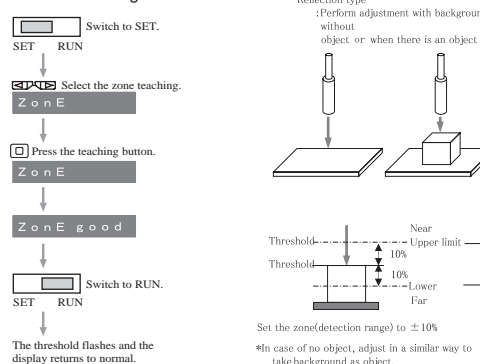 Switch to SET.
SET RUN
Select the zone teaching.
ZonE
Press the teaching button.
ZonE
ZonE good
Switch to RUN.
SET RUN
The threshold flashes and the
display returns to normal.
:Perform adjustment with backgroun
without
object or when there is an object
Near
Threshold Upper limit
10%
Threshold
10%
Lower
Far
Set the zone(detection range) to ±10%
*In case of no object, adjust in a similar way to
take background as object.